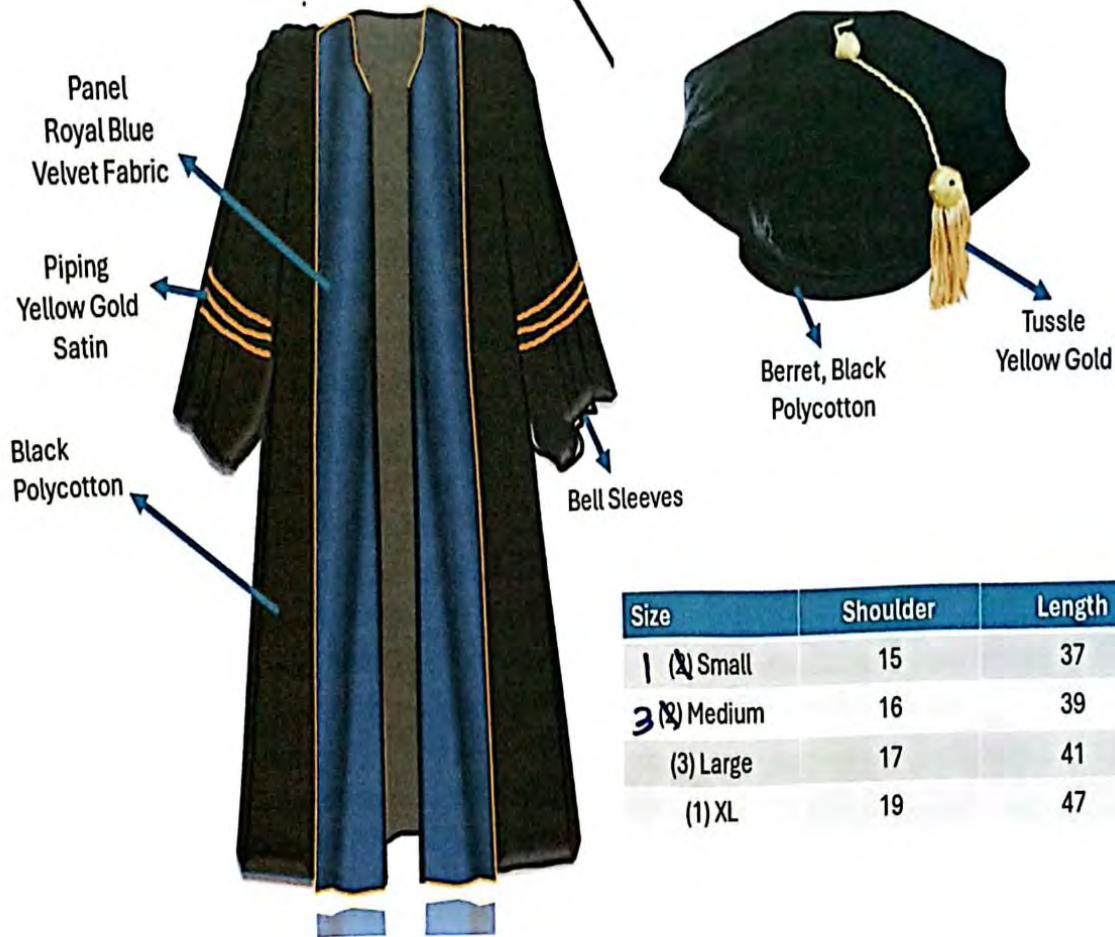 Panel
Royal Blue
Velvet Fabric
Piping
Yellow Gold
Satin
Black
Polycotton
Bell Sleeves
Berret, Black
Polycotton
Tussle
Yellow Gold
Size Shoulder Length
1 (2) Small 15 37
3 (2) Medium 16 39
(3) Large 17 41
(1) XL 19 47